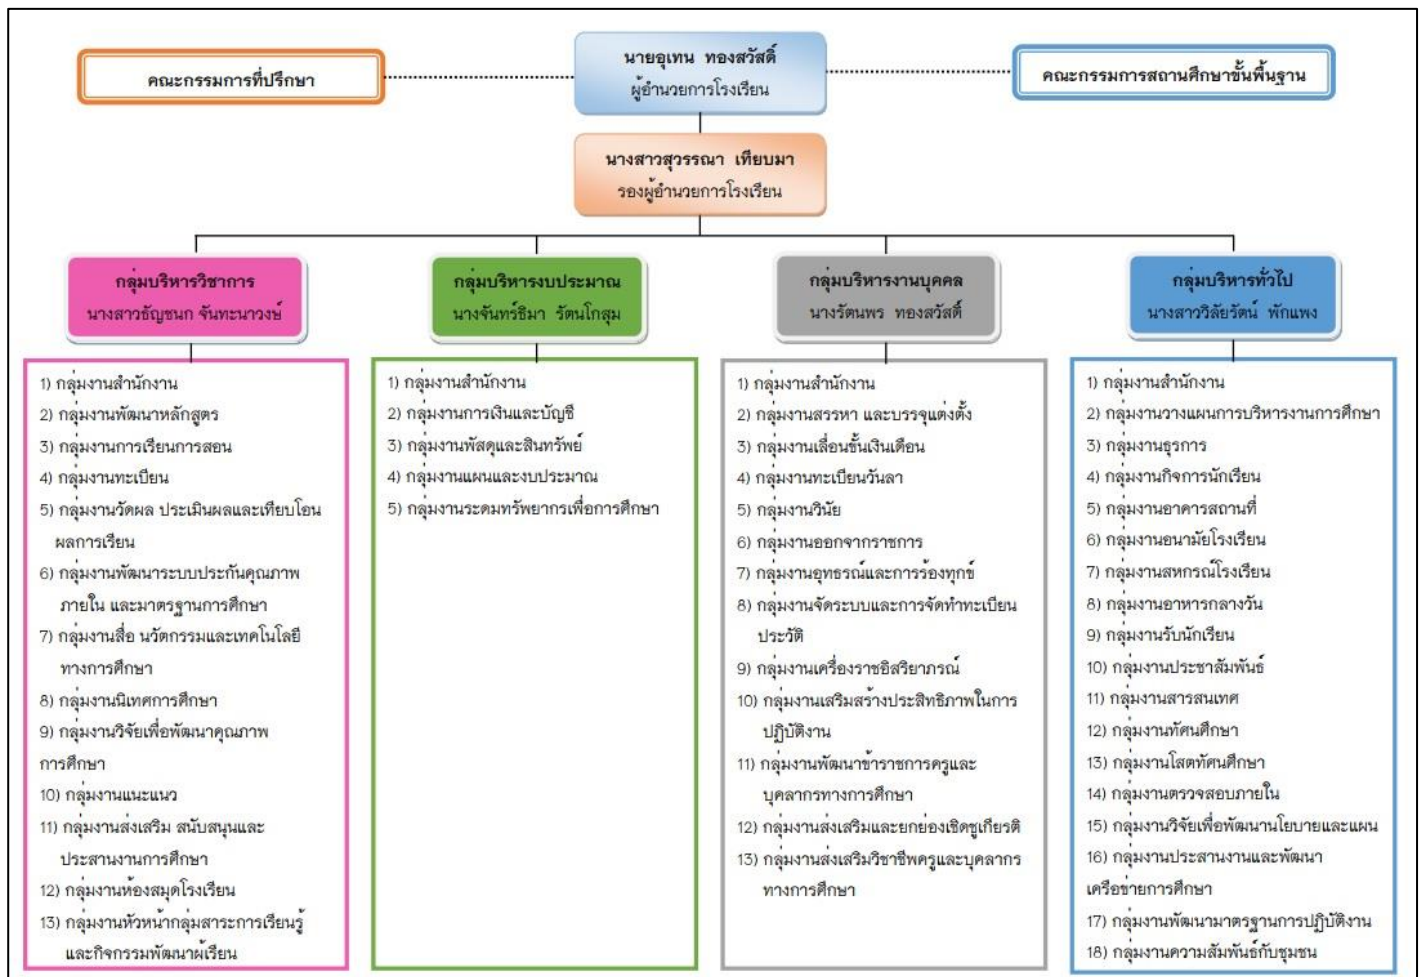 คณะกรรมการที่ปรึกษา
นายอุเทน ทองสวัสดิ์
ผู้อำนวยการโรงเรียน
คณะกรรมการสถานศึกษาขั้นพื้นฐาน
นางสาวสุวรรณา เทียบมา
รองผู้อำนวยการโรงเรียน
กลุ่มบริหารวิชาการ
นางสาวธัญชนก จันทะนาวงษ์
1) กลุ่มงานสำนักงาน
2) กลุ่มงานพัฒนาหลักสูตร
3) กลุ่มงานการเรียนการสอน
4) กลุ่มงานทะเบียน
5) กลุ่มงานวัดผล ประเมินผลและเทียบโอน
ผลการเรียน
6) กลุ่มงานพัฒนาระบบประกันคุณภาพ
ภายใน และมาตรฐานการศึกษา
7) กลุ่มงานสื่อ นวัตกรรมและเทคโนโลยี
ทางการศึกษา
8) กลุ่มงานนิเทศการศึกษา
9) กลุ่มงานวิจัยเพื่อพัฒนาคุณภาพ
การศึกษา
10) กลุ่มงานแนะแนว
11) กลุ่มงานส่งเสริม สนับสนุนและ
ประสานงานการศึกษา
12) กลุ่มงานห้องสมุดโรงเรียน
13) กลุ่มงานหัวหน้ากลุ่มสาระการเรียนรู้
และกิจกรรมพัฒนาผู้เรียน
กลุ่มบริหารงบประมาณ
นางจันทร์ธิมา รัตนโกสุม
1) กลุ่มงานสำนักงาน
2) กลุ่มงานการเงินและบัญชี
3) กลุ่มงานพัสดุและสินทรัพย์
4) กลุ่มงานแผนและงบประมาณ
5) กลุ่มงานระดมทรัพยากรเพื่อการศึกษา
กลุ่มบริหารงานบุคคล
นางรัตนพร ทองสวัสดิ์
1) กลุ่มงานสำนักงาน
2) กลุ่มงานสรรหา และบรรจุแต่งตั้ง
3) กลุ่มงานเลื่อนขั้นเงินเดือน
4) กลุ่มงานทะเบียนวันลา
5) กลุ่มงานวินัย
6) กลุ่มงานออกจากราชการ
7) กลุ่มงานอุทธรณ์และการร้องทุกข์
8) กลุ่มงานจัดระบบและการจัดทำทะเบียน
ประวัติ
9) กลุ่มงานเครื่องราชอิสริยาภรณ์
10) กลุ่มงานเสริมสร้างประสิทธิภาพในการ
ปฏิบัติงาน
11) กลุ่มงานพัฒนาข้าราชการครูและ
บุคลากรทางการศึกษา
12) กลุ่มงานส่งเสริมและยกย่องเชิดชูเกียรติ
13) กลุ่มงานส่งเสริมวิชาชีพครูและบุคลากร
ทางการศึกษา
กลุ่มบริหารทั่วไป
นางสาววิลัยรัตน์ พักแพง
1) กลุ่มงานสำนักงาน
2) กลุ่มงานวางแผนการบริหารงานการศึกษา
3) กลุ่มงานธุรการ
4) กลุ่มงานกิจการนักเรียน
5) กลุ่มงานอาคารสถานที่
6) กลุ่มงานอนามัยโรงเรียน
7) กลุ่มงานสหกรณ์โรงเรียน
8) กลุ่มงานอาหารกลางวัน
9) กลุ่มงานรับนักเรียน
10) กลุ่มงานประชาสัมพันธ์
11) กลุ่มงานสารสนเทศ
12) กลุ่มงานทัศนศึกษา
13) กลุ่มงานโสตทัศนศึกษา
14) กลุ่มงานตรวจสอบภายใน
15) กลุ่มงานวิจัยเพื่อพัฒนานโยบายและแผน
16) กลุ่มงานประสานงานและพัฒนา
เครือข่ายการศึกษา
17) กลุ่มงานพัฒนามาตรฐานการปฏิบัติงาน
18) กลุ่มงานความสัมพันธ์กับชุมชน